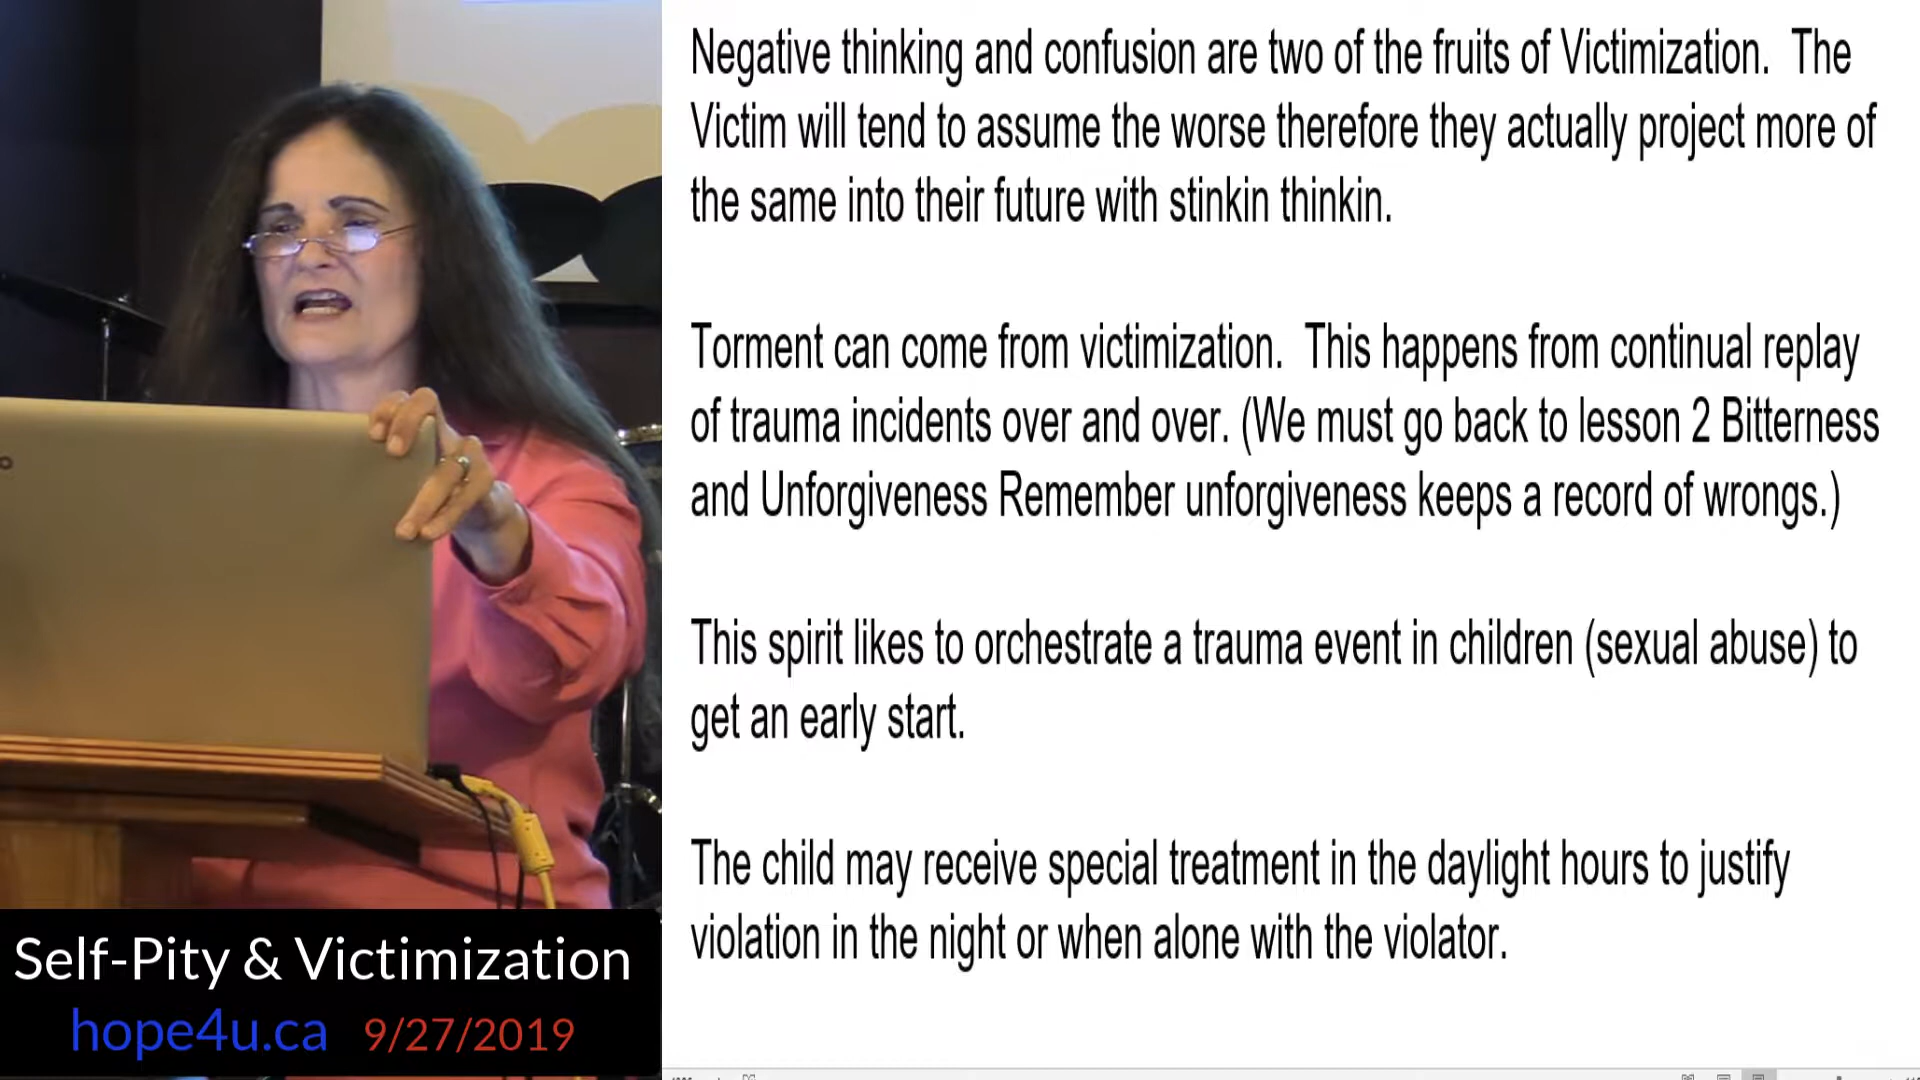 Negative thinking and confusion are two of the fruits of Victimization.  The
Victim will tend to assume the worse therefore they actually project more of
the same into their future with stinkin thinkin.
Torment can come from victimization.  This happens from continual replay
of trauma incidents over and over. (We must go back to lesson 2 Bitterness
and Unforgiveness Remember unforgiveness keeps a record of wrongs.)
This spirit likes to orchestrate a trauma event in children (sexual abuse) to
get an early start.
The child may receive special treatment in the daylight hours to justify
violation in the night or when alone with the violator.
Self-Pity & Victimization
hope4u.ca 9/27/2019